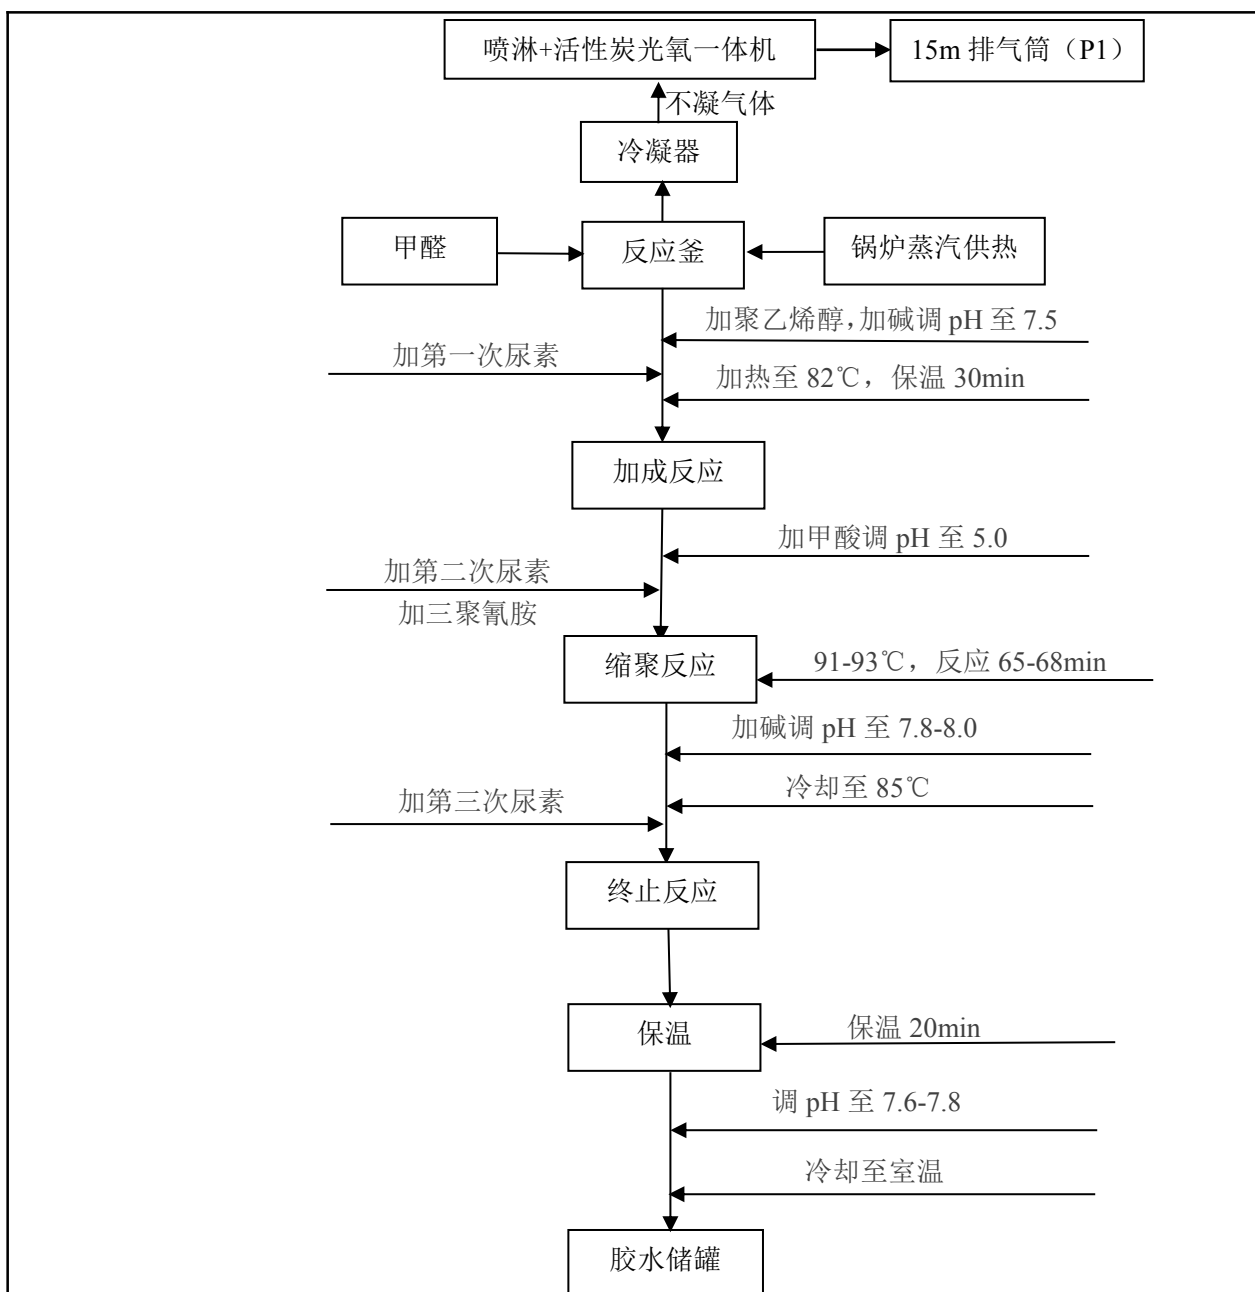 喷淋+活性炭光氧一体机
15m 排气筒（P1）
不凝气体
冷凝器
甲醛
反应釜
锅炉蒸汽供热
加聚乙烯醇，加碱调 pH 至 7.5
加第一次尿素
加热至 82℃，保温 30min
加成反应
加甲酸调 pH 至 5.0
加第二次尿素
加三聚氰胺
缩聚反应
91-93℃，反应 65-68min
加碱调 pH 至 7.8-8.0
冷却至 85℃
加第三次尿素
终止反应
保温
保温 20min
调 pH 至 7.6-7.8
冷却至室温
胶水储罐